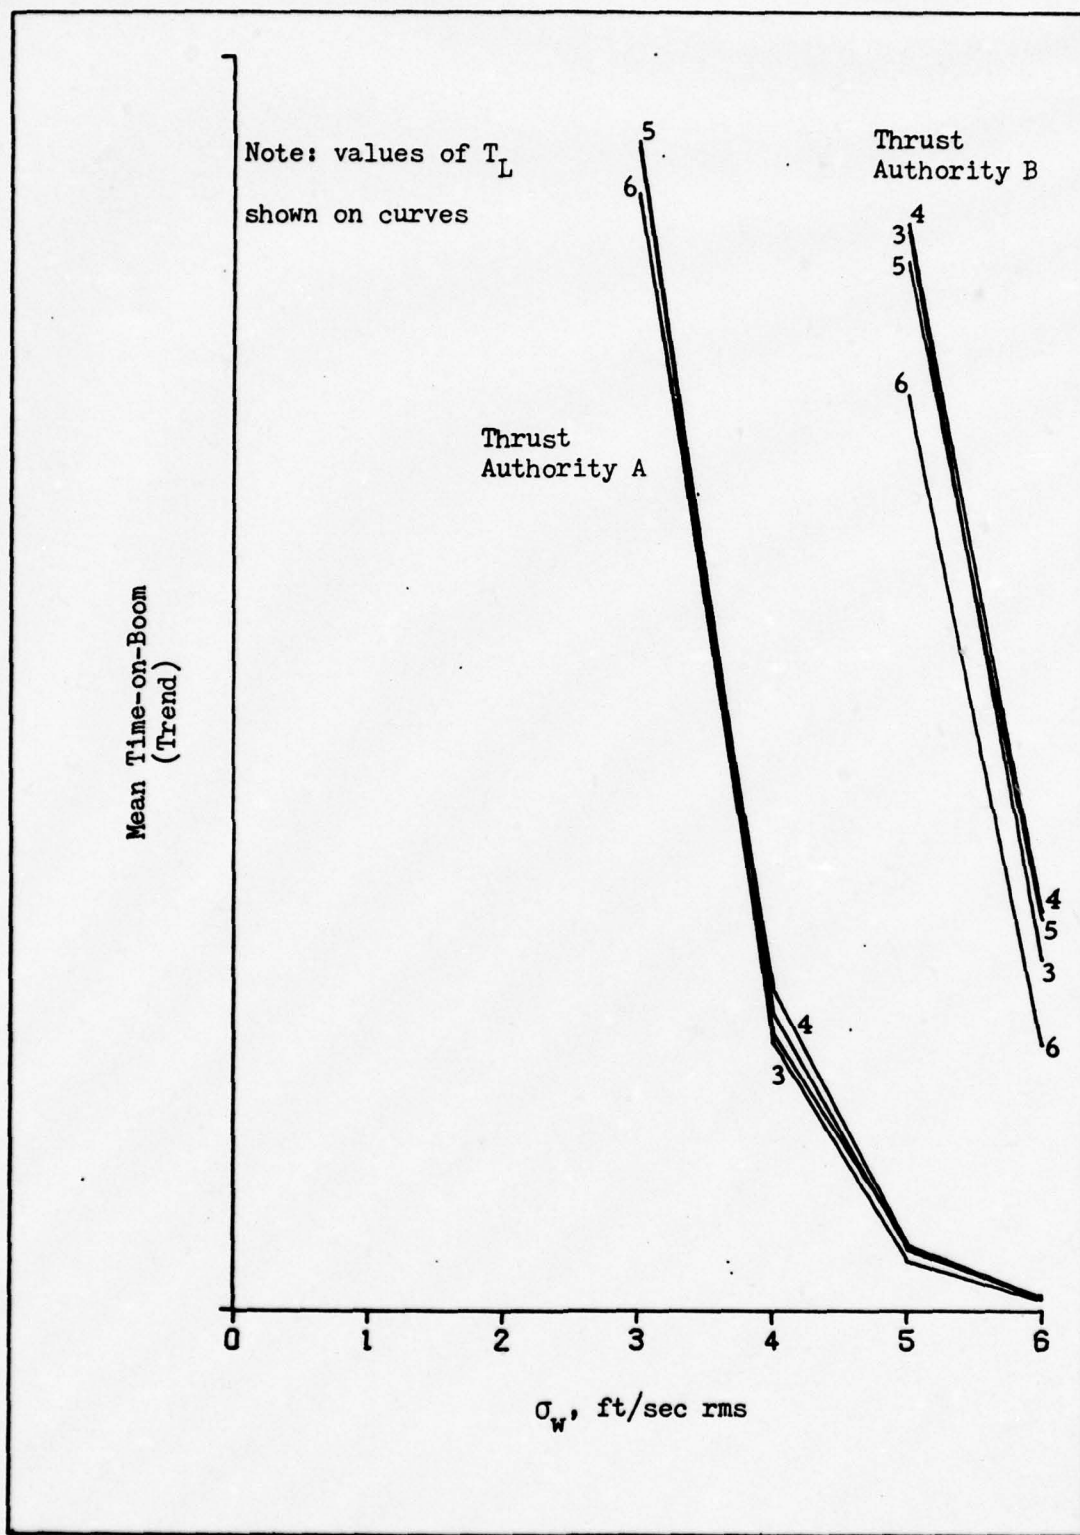 Note: values of T_L
shown on curves
5
6
Thrust
Authority B
4
3
5
6
Thrust
Authority A
Mean Time-on-Boom
(Trend)
4
5
3
6
4
3
0 1 2 3 4 5 6
σ_w, ft/sec rms